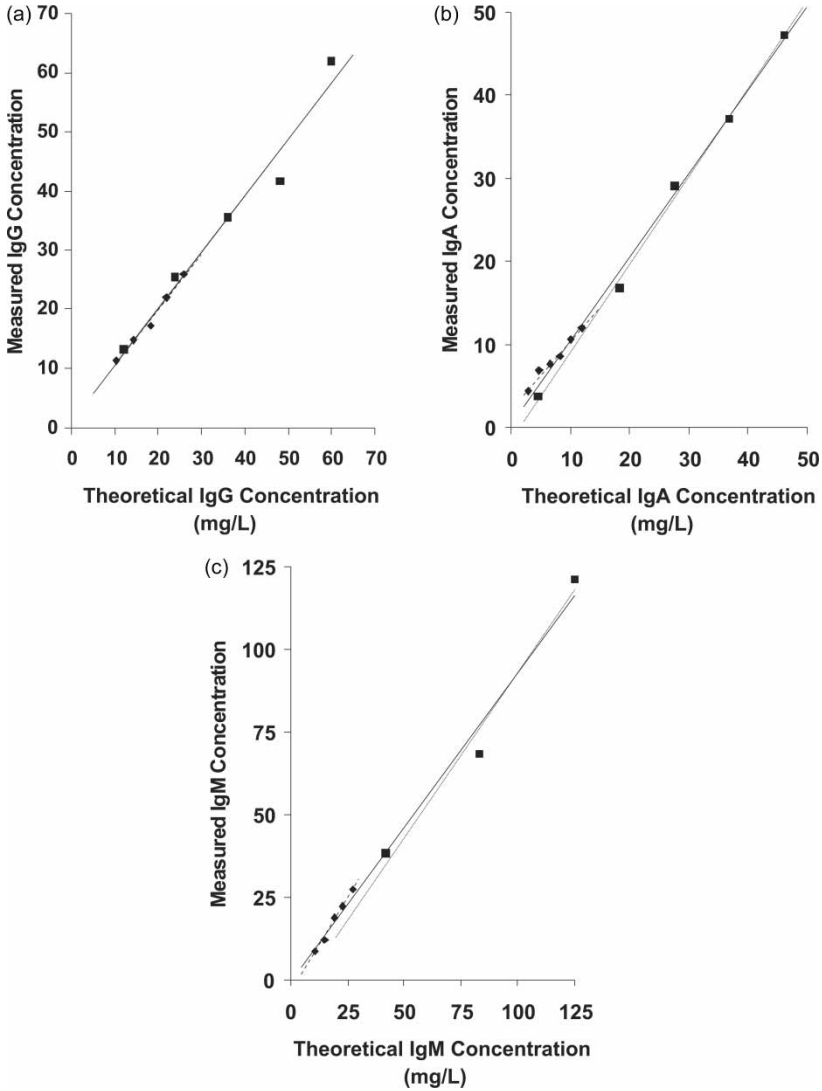 (a)
70
60
50
40
30
20
10
0
Measured IgG Concentration
0 10 20 30 40 50 60 70
Theoretical IgG Concentration
(mg/L)
(b)
50
40
30
20
10
0
Measured IgA Concentration
0 10 20 30 40 50
Theoretical IgA Concentration
(mg/L)
(c)
125
100
75
50
25
0
Measured IgM Concentration
0 25 50 75 100 125
Theoretical IgM Concentration
(mg/L)